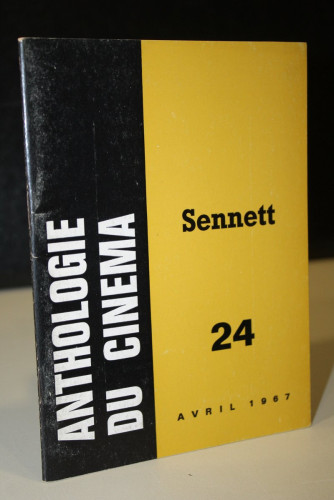 ANTHOLOGIE
DU CINEMA
Sennett
24
AVRIL 1967